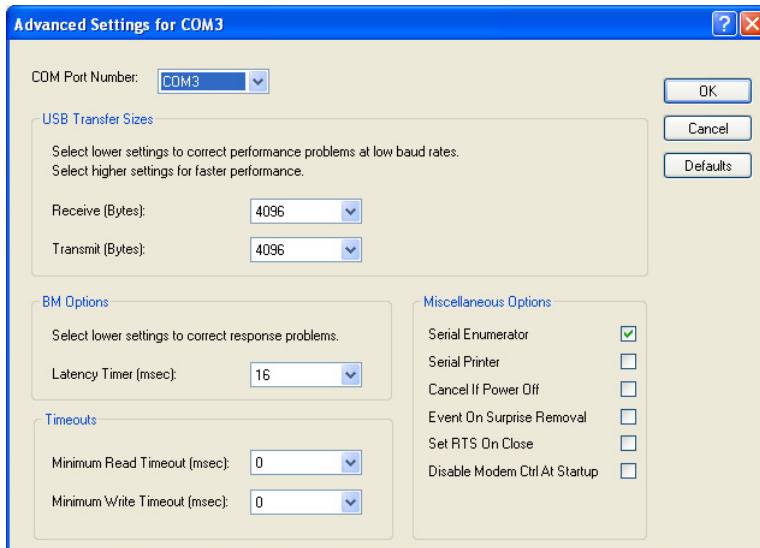 Advanced Settings for COM3
COM Port Number: COM3
OK
Cancel
Defaults
USB Transfer Sizes
Select lower settings to correct performance problems at low baud rates.
Select higher settings for faster performance.
Receive (Bytes): 4096
Transmit (Bytes): 4096
BM Options
Select lower settings to correct response problems.
Latency Timer (msec): 16
Timeouts
Minimum Read Timeout (msec): 0
Minimum Write Timeout (msec): 0
Miscellaneous Options
Serial Enumerator
Serial Printer
Cancel If Power Off
Event On Surprise Removal
Set RTS On Close
Disable Modem Ctrl At Startup